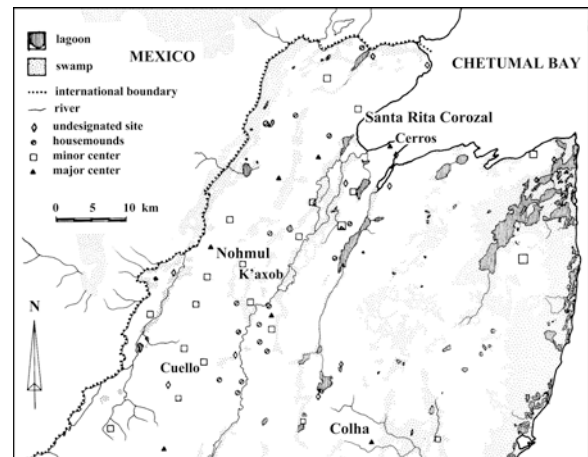 lagoon
swamp
international boundary
river
undesignated site
housemounds
minor center
major center
0 5 10 km
N
MEXICO
CHETUMAL BAY
Santa Rita Corozal
Cerros
Nohmul
K'axob
Cuello
Colha